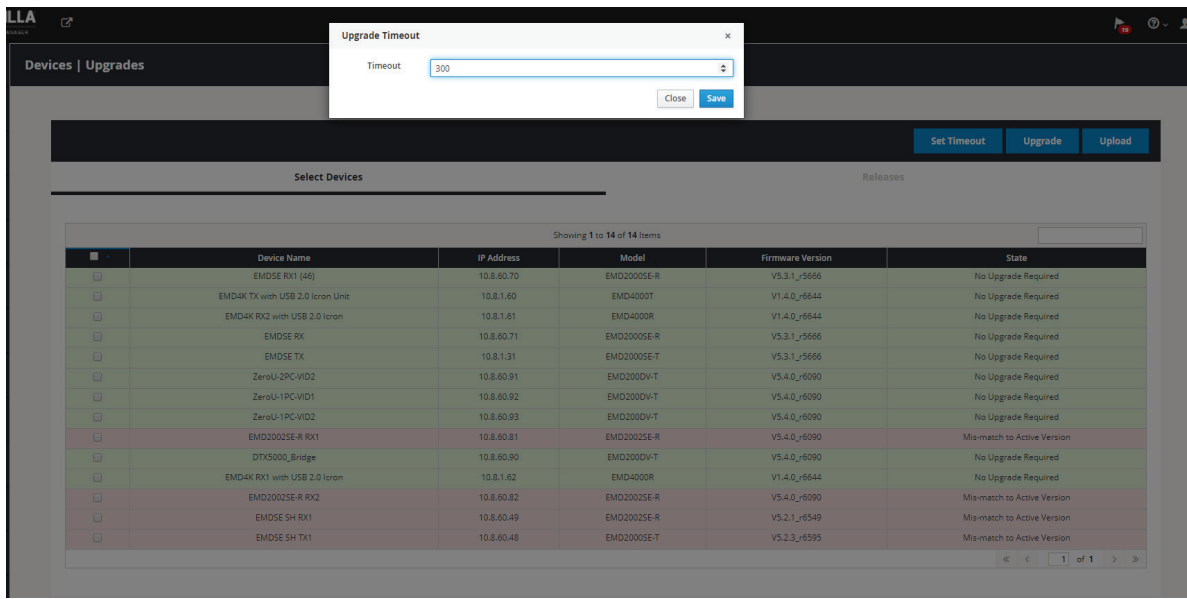 LLA
MANAGER
10
Upgrade Timeout ×
Timeout 300
Close Save
Devices | Upgrades
Set Timeout Upgrade Upload
Select Devices Releases
Showing 1 to 14 of 14 Items
Device Name IP Address Model Firmware Version State
EMDSE RX1 (46) 10.8.60.70 EMD2000SE-R V5.3.1_r5666 No Upgrade Required
EMD4K TX with USB 2.0 Icron Unit 10.8.1.60 EMD4000T V1.4.0_r6644 No Upgrade Required
EMD4K RX2 with USB 2.0 Icron 10.8.1.61 EMD4000R V1.4.0_r6644 No Upgrade Required
EMDSE RX 10.8.60.71 EMD2000SE-R V5.3.1_r5666 No Upgrade Required
EMDSE TX 10.8.1.31 EMD2000SE-T V5.3.1_r5666 No Upgrade Required
ZeroU-2PC-VID2 10.8.60.91 EMD200DV-T V5.4.0_r6090 No Upgrade Required
ZeroU-1PC-VID1 10.8.60.92 EMD200DV-T V5.4.0_r6090 No Upgrade Required
ZeroU-1PC-VID2 10.8.60.93 EMD200DV-T V5.4.0_r6090 No Upgrade Required
EMD2002SE-R RX1 10.8.60.81 EMD2002SE-R V5.4.0_r6090 Mis-match to Active Version
DTX5000_Bridge 10.8.60.90 EMD200DV-T V5.4.0_r6090 No Upgrade Required
EMD4K RX1 with USB 2.0 Icron 10.8.1.62 EMD4000R V1.4.0_r6644 No Upgrade Required
EMD2002SE-R RX2 10.8.60.82 EMD2002SE-R V5.4.0_r6090 Mis-match to Active Version
EMDSE SH RX1 10.8.60.49 EMD2002SE-R V5.2.1_r6549 Mis-match to Active Version
EMDSE SH TX1 10.8.60.48 EMD2000SE-T V5.2.3_r6595 Mis-match to Active Version
« < 1 of 1 > »